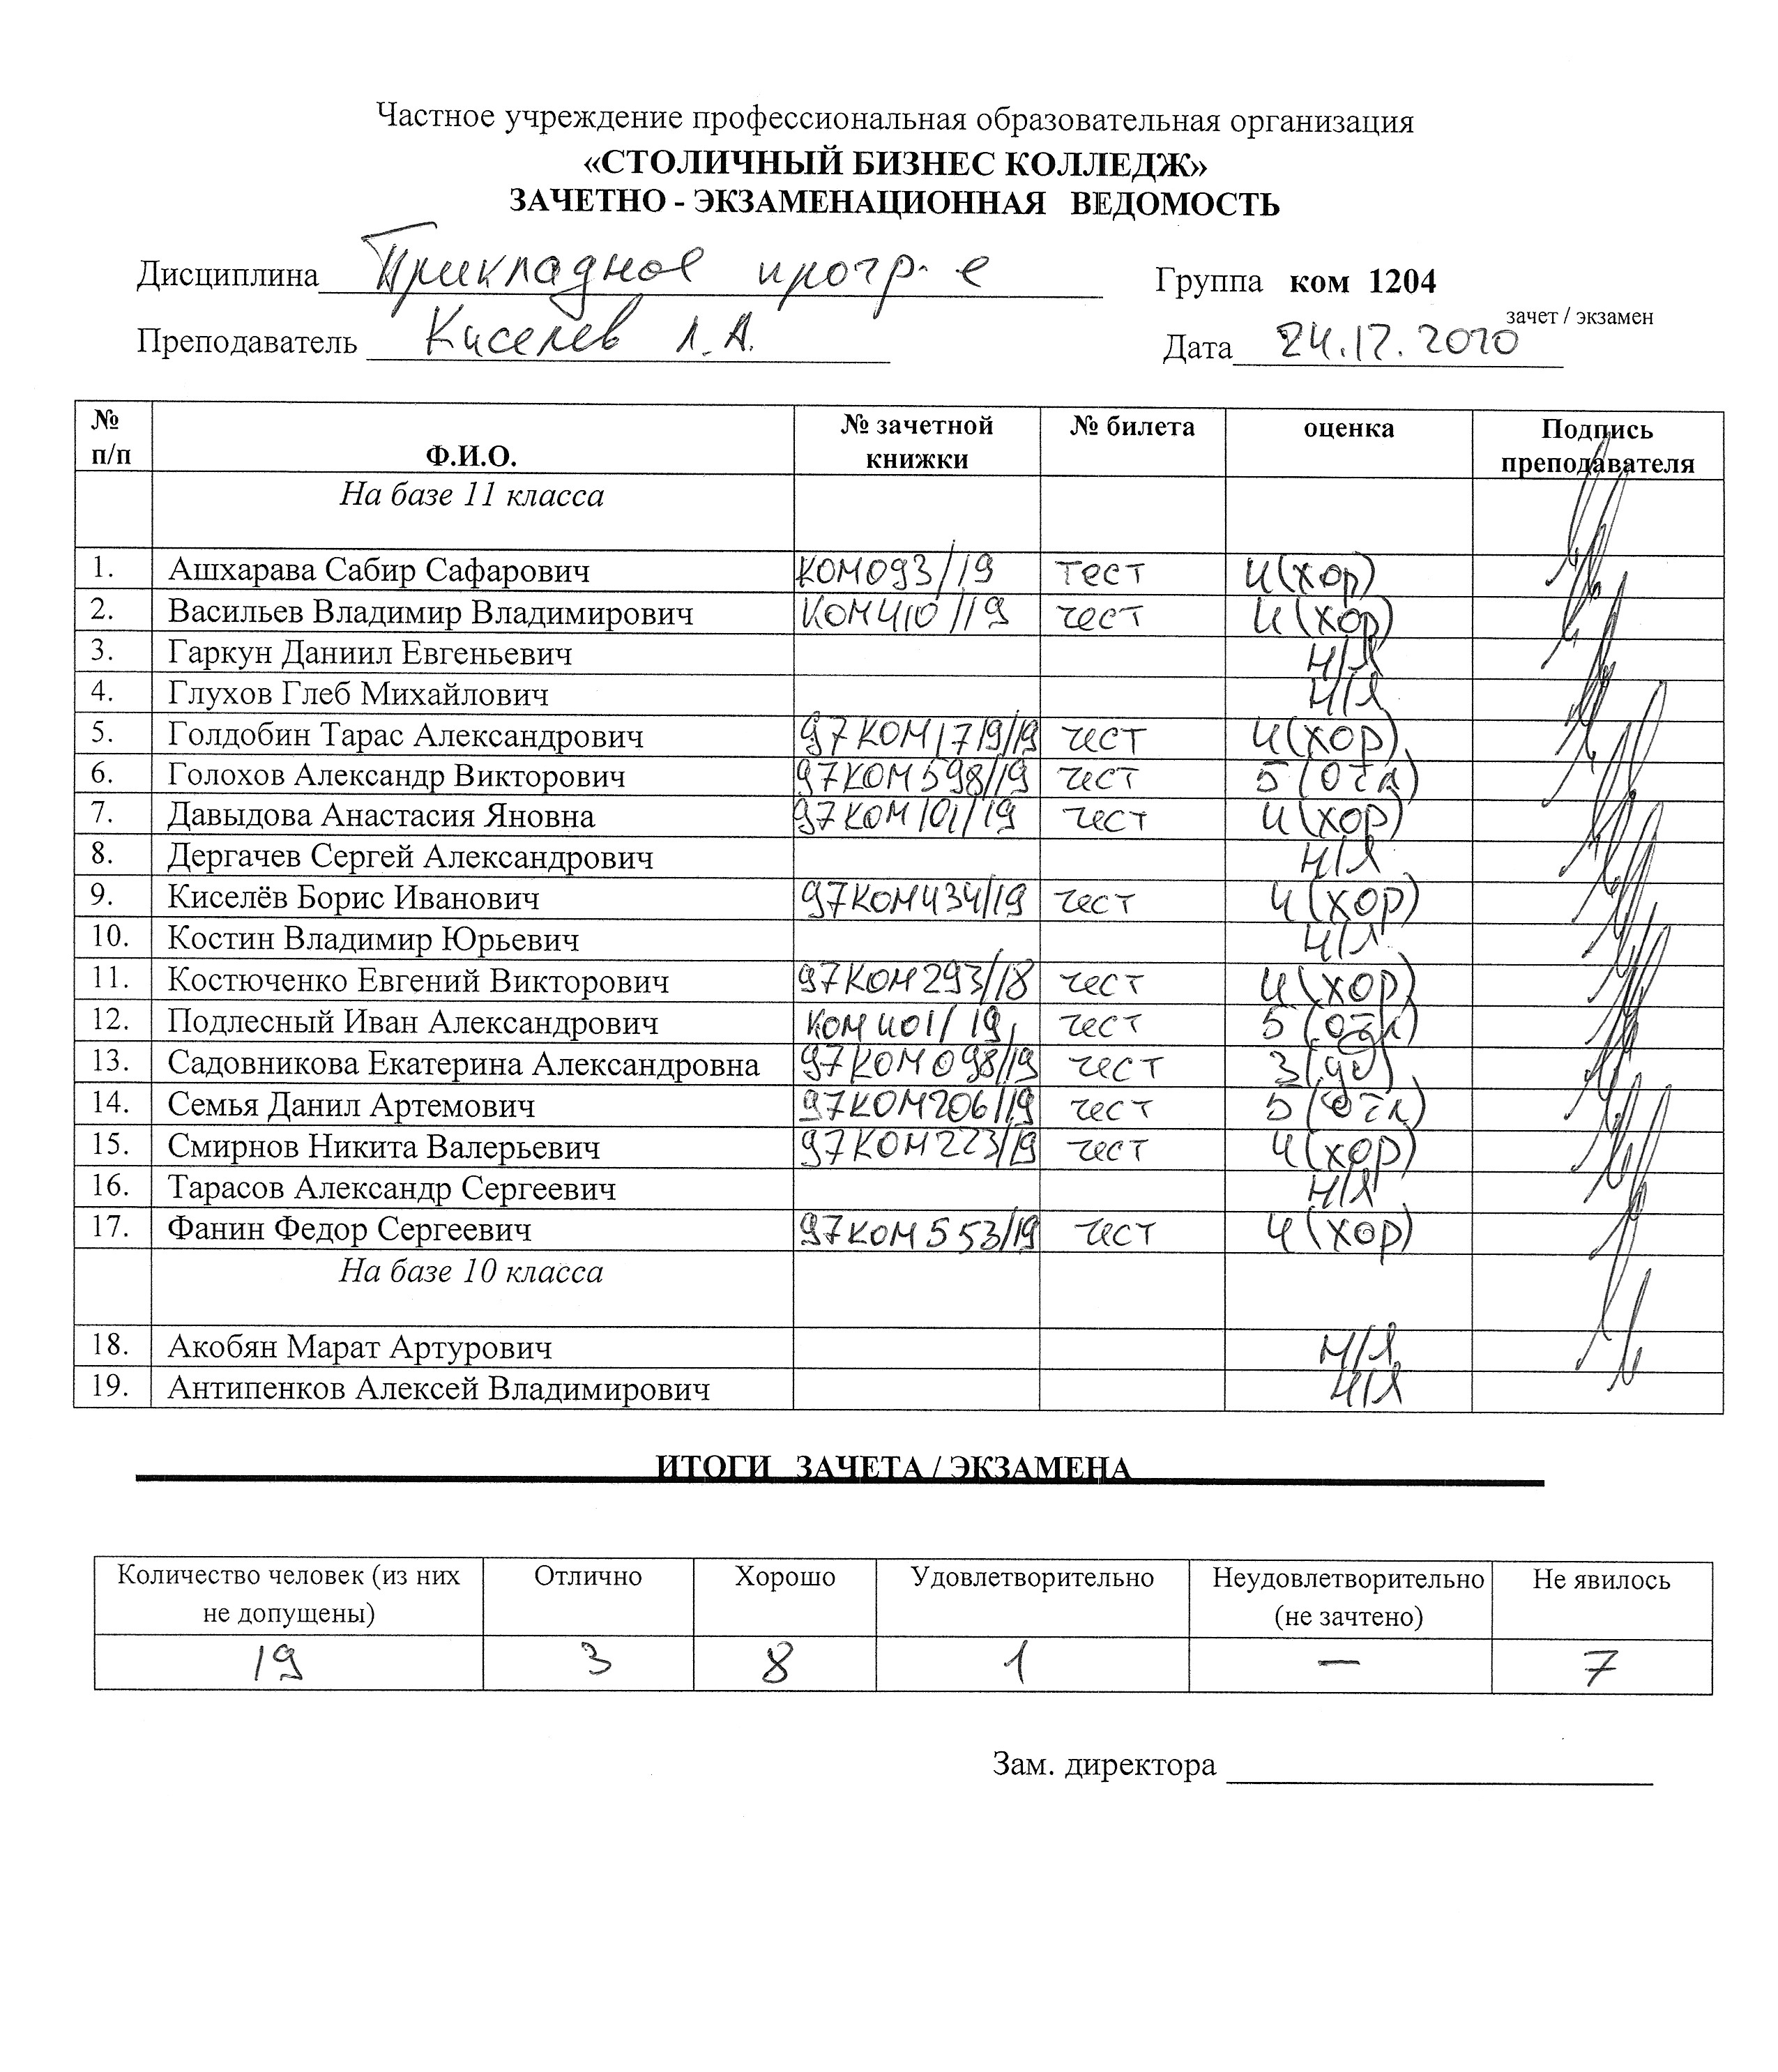 Частное учреждение профессиональная образовательная организация
«СТОЛИЧНЫЙ БИЗНЕС КОЛЛЕДЖ»
ЗАЧЕТНО - ЭКЗАМЕНАЦИОННАЯ ВЕДОМОСТЬ
Дисциплина Прикладное прогр-е Группа ком 1204
зачет / экзамен
Преподаватель Киселев Л.А. Дата 24.12.2020
№ п/п Ф.И.О. № зачетной книжки № билета оценка Подпись преподавателя
На базе 11 класса
1. Ашхарава Сабир Сафарович КОМ093/19 тест 4(хор)
2. Васильев Владимир Владимирович КОМ410/19 тест 4(хор)
3. Гаркун Даниил Евгеньевич н/я
4. Глухов Глеб Михайлович н/я
5. Голдобин Тарас Александрович 97КОМ1719/19 тест 4(хор)
6. Голохов Александр Викторович 97КОМ598/19 тест 5(отл)
7. Давыдова Анастасия Яновна 97КОМ101/19 тест 4(хор)
8. Дергачев Сергей Александрович н/я
9. Киселёв Борис Иванович 97КОМ434/19 тест 4(хор)
10. Костин Владимир Юрьевич н/я
11. Костюченко Евгений Викторович 97КОМ293/18 тест 4(хор)
12. Подлесный Иван Александрович КОМ401/19 тест 5(отл)
13. Садовникова Екатерина Александровна 97КОМ098/19 тест 3(уд)
14. Семья Данил Артемович 97КОМ206/19 тест 5(отл)
15. Смирнов Никита Валерьевич 97КОМ223/19 тест 4(хор)
16. Тарасов Александр Сергеевич н/я
17. Фанин Федор Сергеевич 97КОМ553/19 тест 4(хор)
На базе 10 класса
18. Акобян Марат Артурович н/я
19. Антипенков Алексей Владимирович н/я
ИТОГИ ЗАЧЕТА / ЭКЗАМЕНА
Количество человек (из них не допущены) Отлично Хорошо Удовлетворительно Неудовлетворительно (не зачтено) Не явилось
19 3 8 1 — 7
Зам. директора